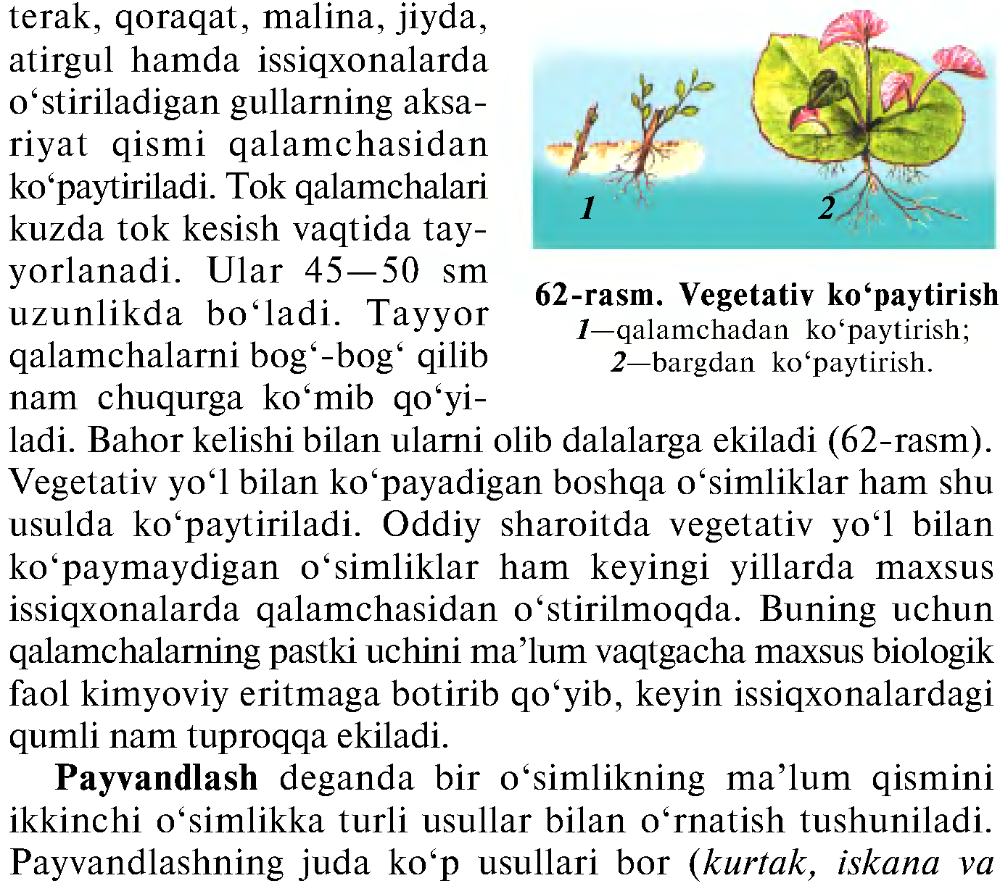 terak, qoraqat, malina, jiyda,
atirgul hamda issiqxonalarda
o‘stiriladigan gullarning aksa-
riyat qismi qalamchasidan
ko‘paytiriladi. Tok qalamchalari
kuzda tok kesish vaqtida tay-
yorlanadi. Ular 45—50 sm
uzunlikda bo‘ladi. Tayyor
qalamchalarni bog‘-bog‘ qilib
nam chuqurga ko‘mib qo‘yi-
1
2
62-rasm. Vegetativ ko‘paytirish
1—qalamchadan ko‘paytirish;
2—bargdan ko‘paytirish.
ladi. Bahor kelishi bilan ularni olib dalalarga ekiladi (62-rasm).
Vegetativ yo‘l bilan ko‘payadigan boshqa o‘simliklar ham shu
usulda ko‘paytiriladi. Oddiy sharoitda vegetativ yo‘l bilan
ko‘paymaydigan o‘simliklar ham keyingi yillarda maxsus
issiqxonalarda qalamchasidan o‘stirilmoqda. Buning uchun
qalamchalarning pastki uchini ma’lum vaqtgacha maxsus biologik
faol kimyoviy eritmaga botirib qo‘yib, keyin issiqxonalardagi
qumli nam tuproqqa ekiladi.
Payvandlash deganda bir o‘simlikning ma’lum qismini
ikkinchi o‘simlikka turli usullar bilan o‘rnatish tushuniladi.
Payvandlashning juda ko‘p usullari bor (kurtak, iskana va